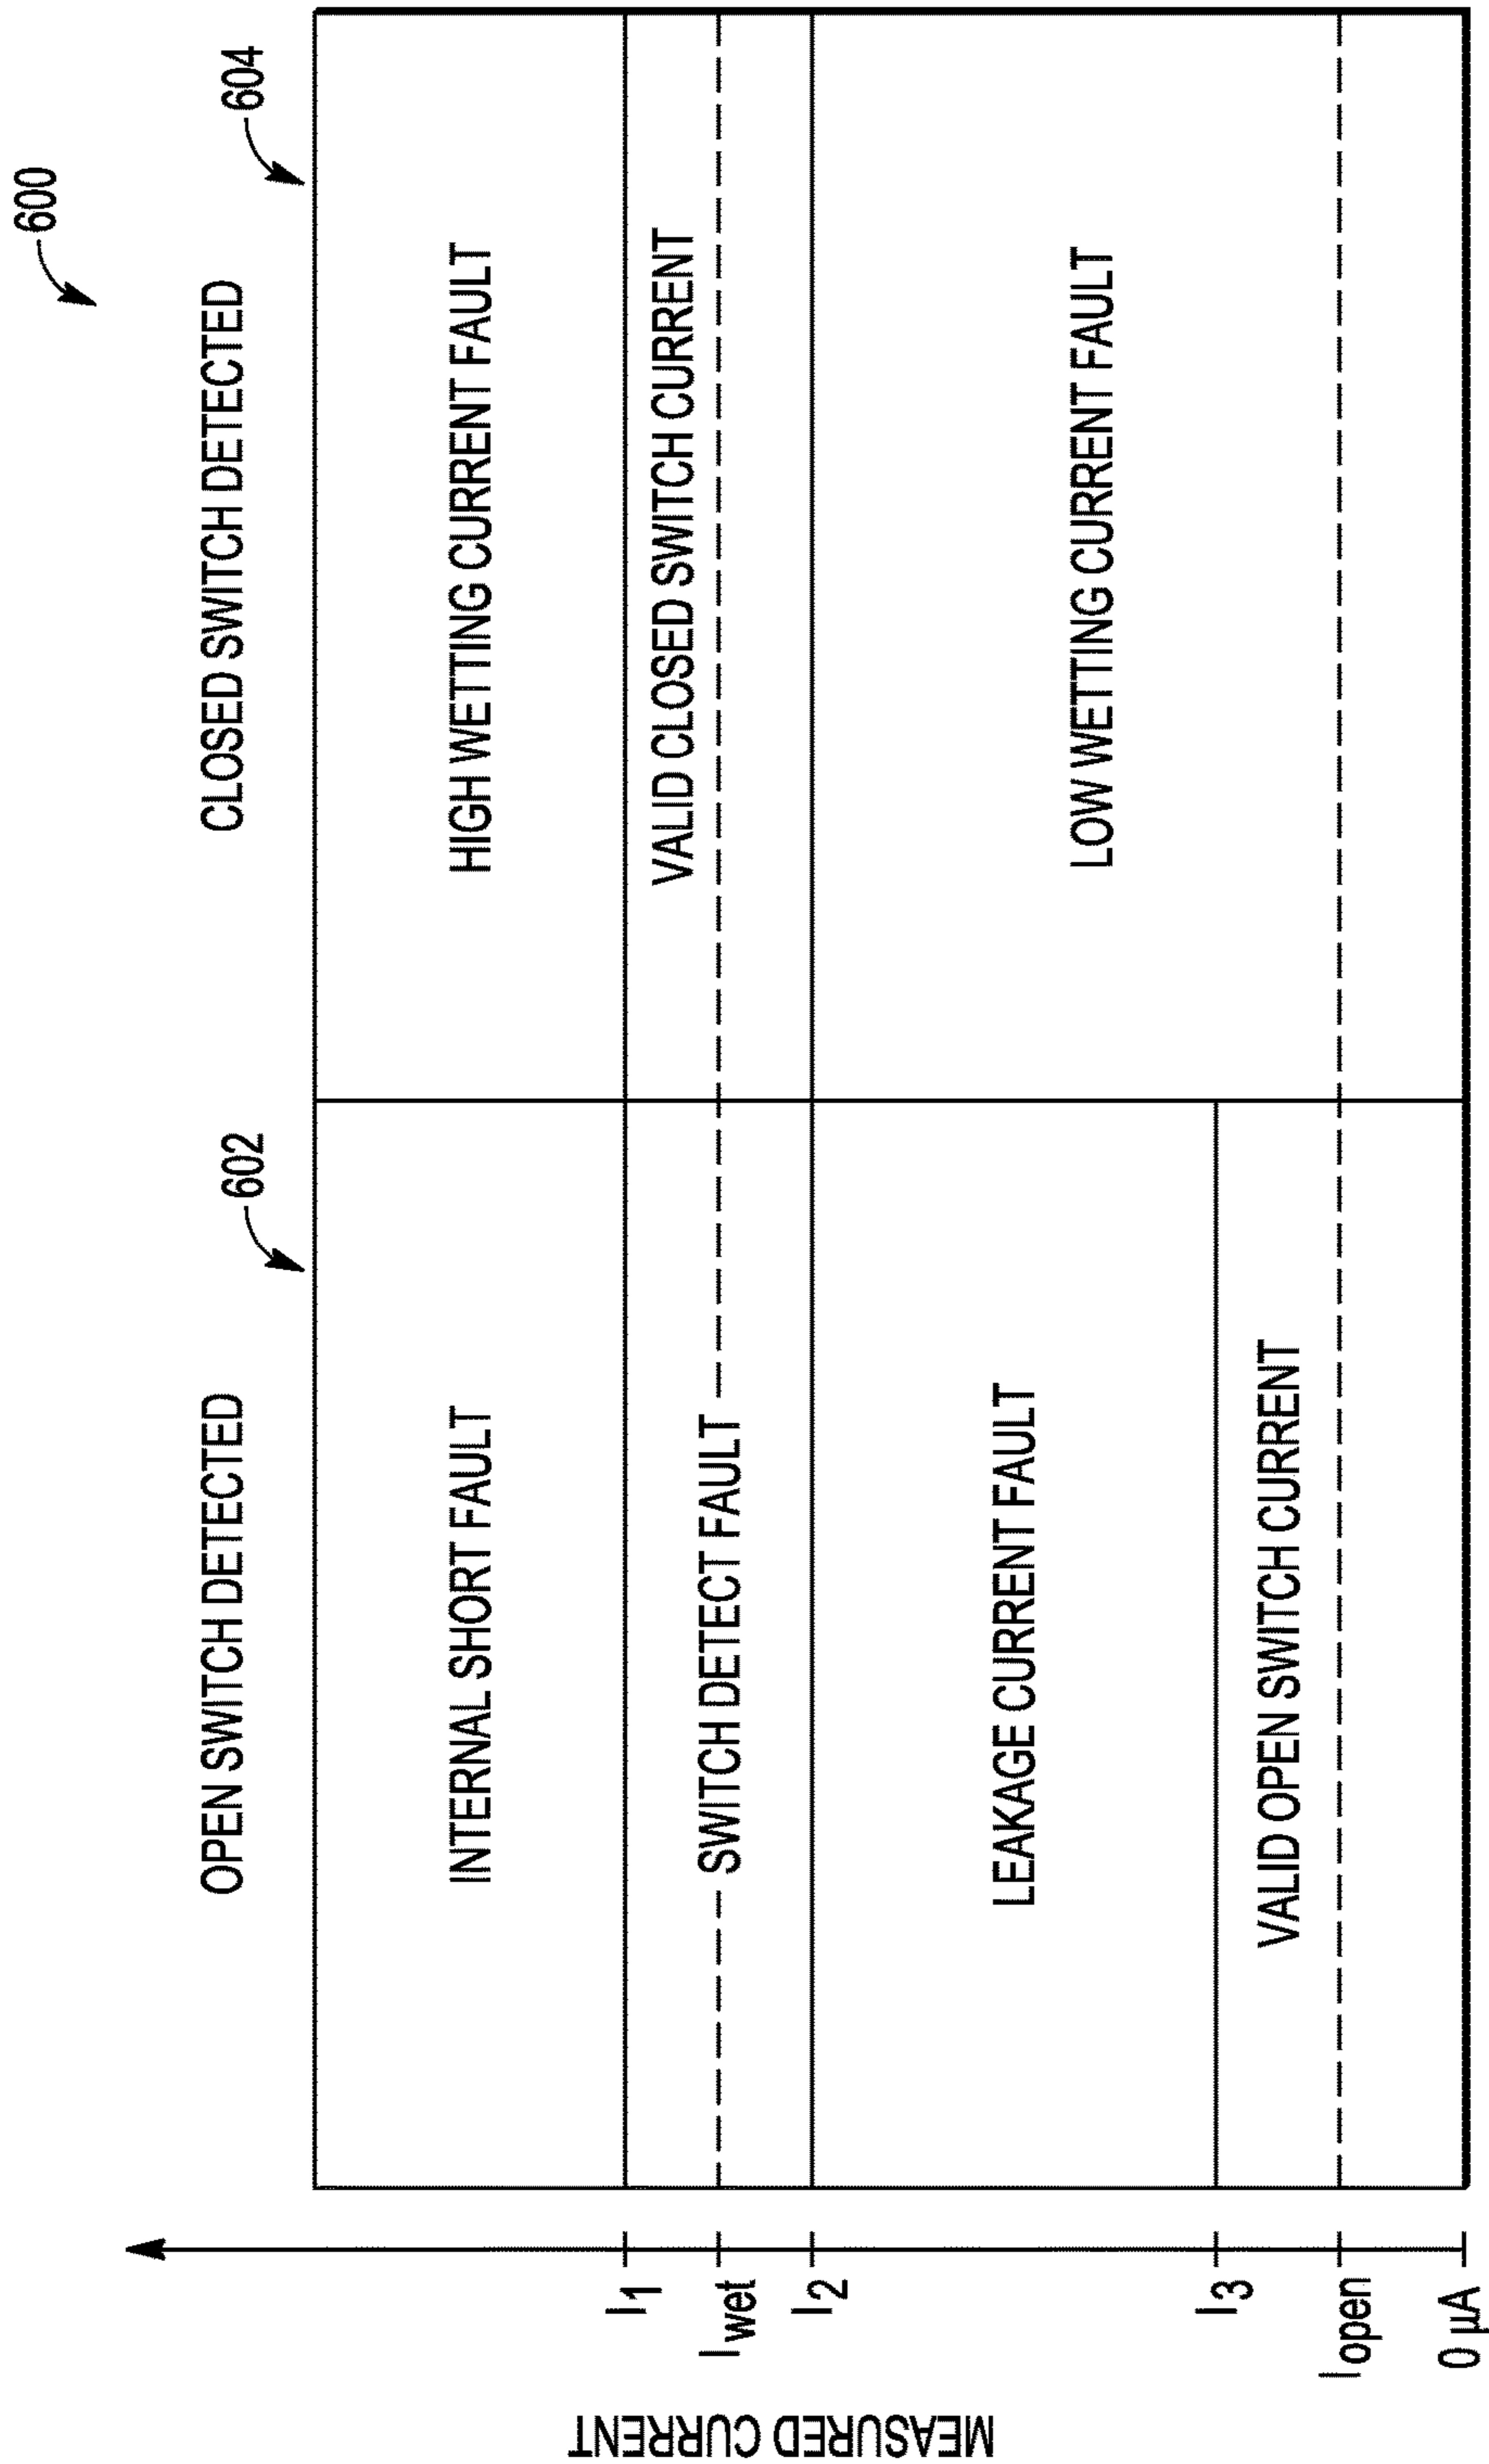 600
OPEN SWITCH DETECTED
CLOSED SWITCH DETECTED
602
604
INTERNAL SHORT FAULT
HIGH WETTING CURRENT FAULT
I1
VALID CLOSED SWITCH CURRENT
Iwet
SWITCH DETECT FAULT
I2
LEAKAGE CURRENT FAULT
LOW WETTING CURRENT FAULT
I3
VALID OPEN SWITCH CURRENT
Iopen
0 µA
MEASURED CURRENT